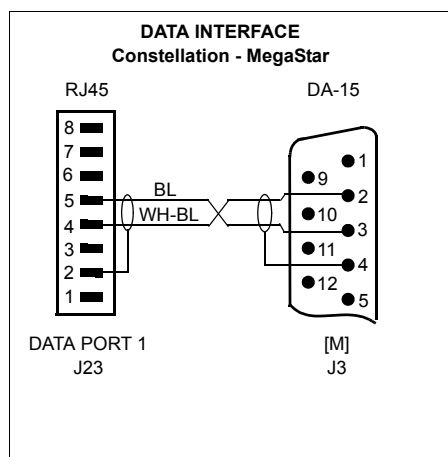 DATA INTERFACE
Constellation - MegaStar
RJ45 DA-15
8
7
6
5
4
3
2
1
BL
WH-BL
1
9
2
10
3
11
4
12
5
DATA PORT 1 [M]
J23 J3